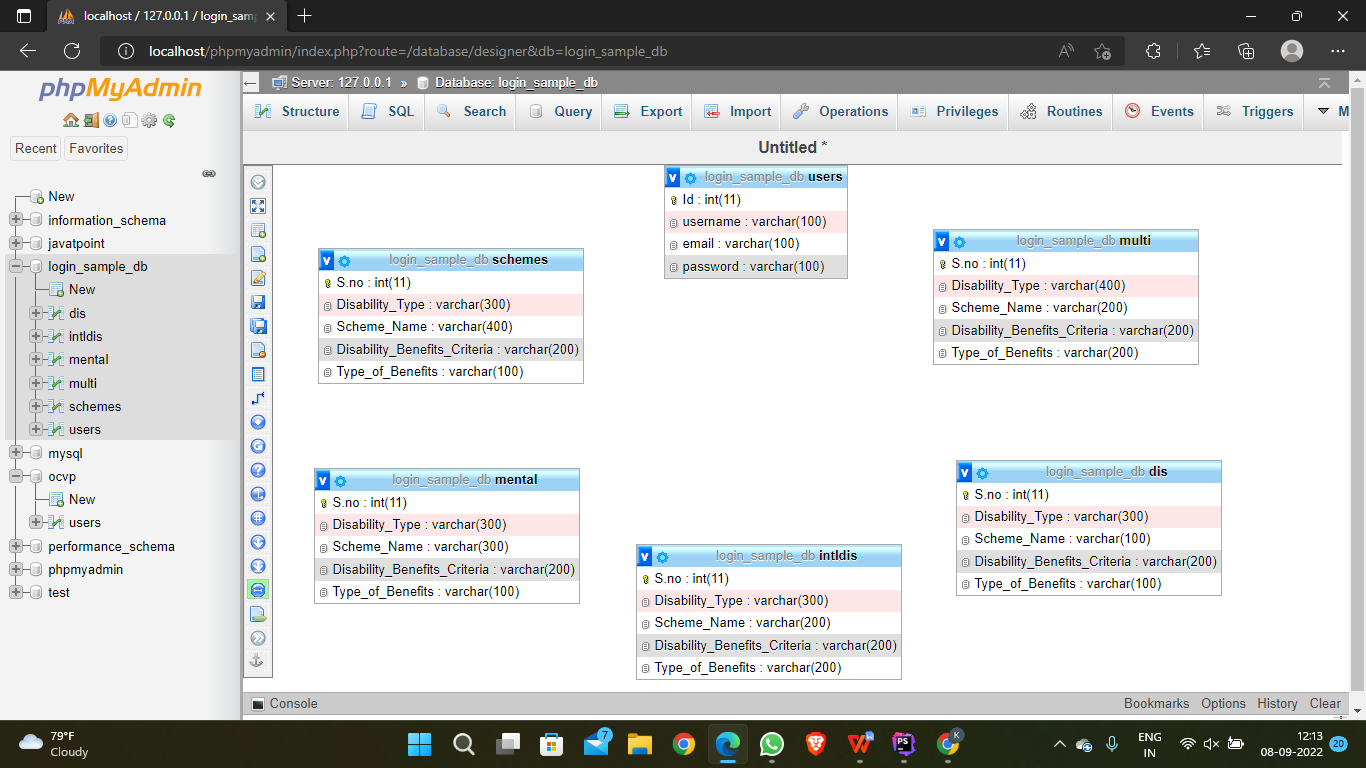 localhost / 127.0.0.1 / login_sam
localhost/phpmyadmin/index.php?route=/database/designer&db=login_sample_db
phpMyAdmin
Recent
Favorites
New
information_schema
javatpoint
login_sample_db
New
dis
intldis
mental
multi
schemes
users
mysql
ocvp
New
users
performance_schema
phpmyadmin
test
Server: 127.0.0.1 » Database: login_sample_db
Structure SQL Search Query Export Import Operations Privileges Routines Events Triggers M
Untitled *
v login_sample_db users
Id : int(11)
username : varchar(100)
email : varchar(100)
password : varchar(100)
v login_sample_db schemes
S.no : int(11)
Disability_Type : varchar(300)
Scheme_Name : varchar(400)
Disability_Benefits_Criteria : varchar(200)
Type_of_Benefits : varchar(100)
v login_sample_db multi
S.no : int(11)
Disability_Type : varchar(400)
Scheme_Name : varchar(200)
Disability_Benefits_Criteria : varchar(200)
Type_of_Benefits : varchar(200)
v login_sample_db mental
S.no : int(11)
Disability_Type : varchar(300)
Scheme_Name : varchar(300)
Disability_Benefits_Criteria : varchar(200)
Type_of_Benefits : varchar(100)
v login_sample_db intldis
S.no : int(11)
Disability_Type : varchar(300)
Scheme_Name : varchar(200)
Disability_Benefits_Criteria : varchar(200)
Type_of_Benefits : varchar(200)
v login_sample_db dis
S.no : int(11)
Disability_Type : varchar(300)
Scheme_Name : varchar(100)
Disability_Benefits_Criteria : varchar(200)
Type_of_Benefits : varchar(100)
Console
Bookmarks Options History Clear
79°F
Cloudy
7
PS
K
ENG
IN
12:13
08-09-2022
20